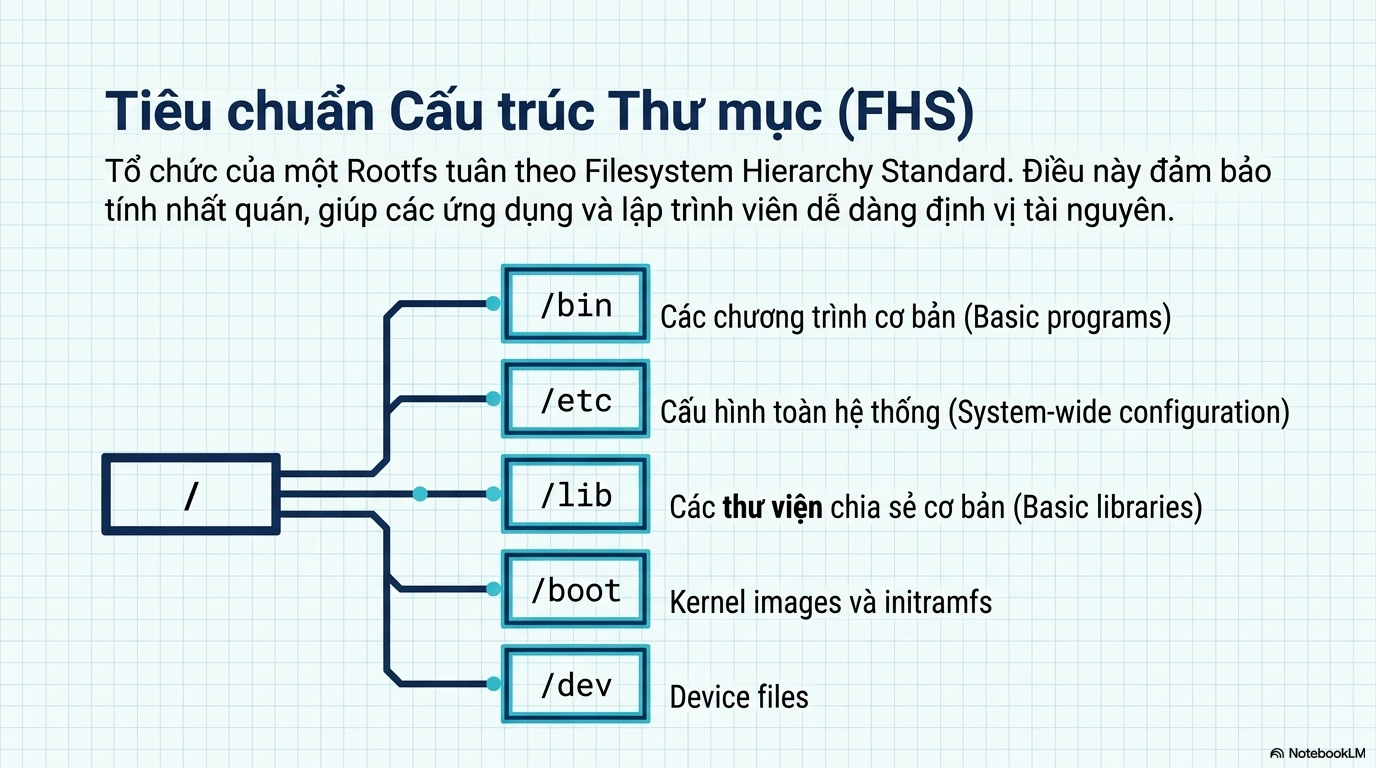 Tiêu chuẩn Cấu trúc Thư mục (FHS)
Tổ chức của một Rootfs tuân theo Filesystem Hierarchy Standard. Điều này đảm bảo
tính nhất quán, giúp các ứng dụng và lập trình viên dễ dàng định vị tài nguyên.
/
/bin
Các chương trình cơ bản (Basic programs)
/etc
Cấu hình toàn hệ thống (System-wide configuration)
/lib
Các thư viện chia sẻ cơ bản (Basic libraries)
/boot
Kernel images và initramfs
/dev
Device files
NotebookLM